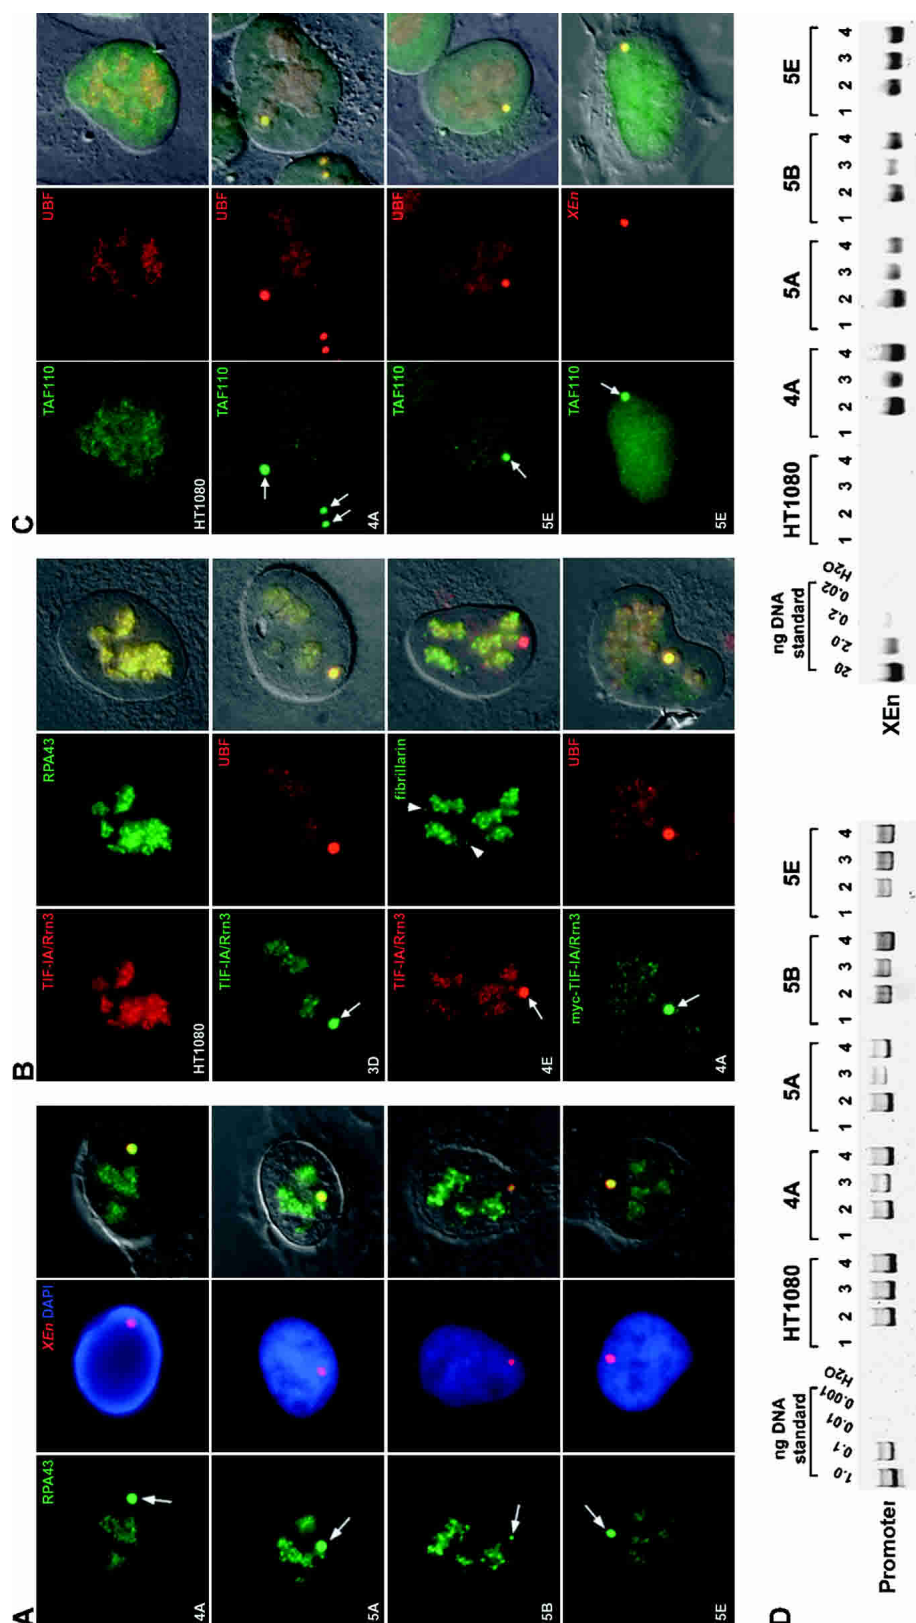 A
RPA43
XEn DAPI
4A
5A
5B
5E
B
TIF-IA/Rrn3
RPA43
HT1080
TIF-IA/Rrn3
UBF
3D
TIF-IA/Rrn3
fibrillarin
4E
myc-TIF-IA/Rrn3
UBF
4A
C
TAF110
UBF
HT1080
TAF110
UBF
4A
TAF110
UBF
5E
TAF110
XEn
5E
D
ng DNA
standard
HT1080 4A 5A 5B 5E
1.0 0.1 0.01 0.001 H2O 1 2 3 4 1 2 3 4 1 2 3 4 1 2 3 4 1 2 3 4
Promoter
ng DNA
standard
HT1080 4A 5A 5B 5E
20 2.0 0.2 0.02 H2O 1 2 3 4 1 2 3 4 1 2 3 4 1 2 3 4 1 2 3 4
XEn